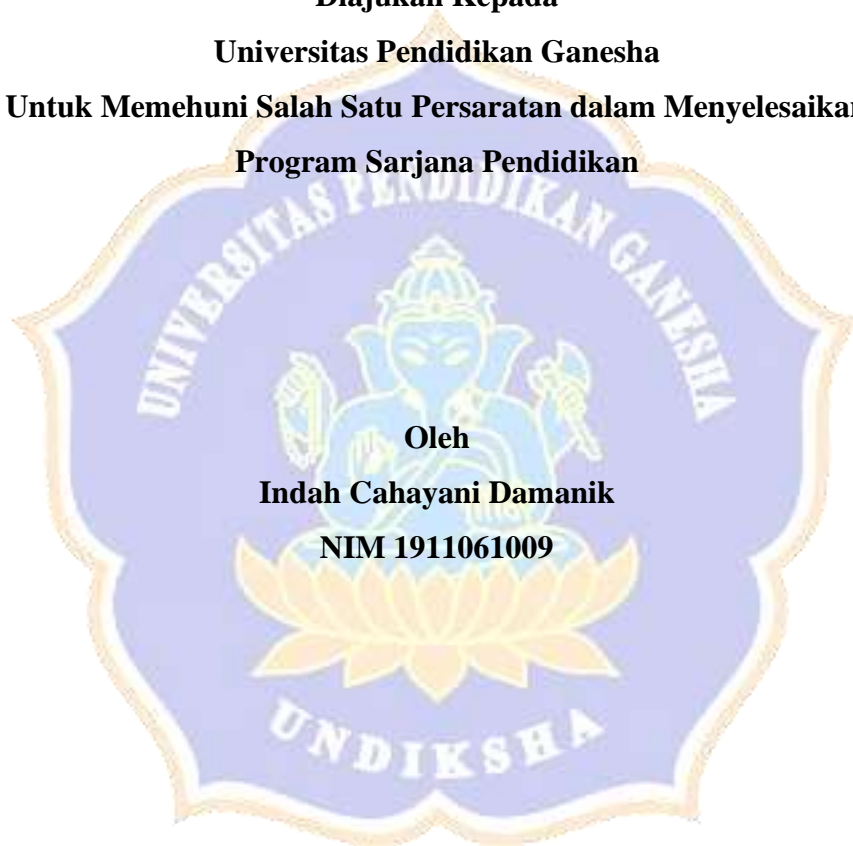 Diajukan Kepada
Universitas Pendidikan Ganesha
Untuk Memehuni Salah Satu Persaratan dalam Menyelesaikan
Program Sarjana Pendidikan
UNIVERSITAS PENDIDIKAN GANESHA
Oleh
Indah Cahayani Damanik
NIM 1911061009
UNDIKSHA